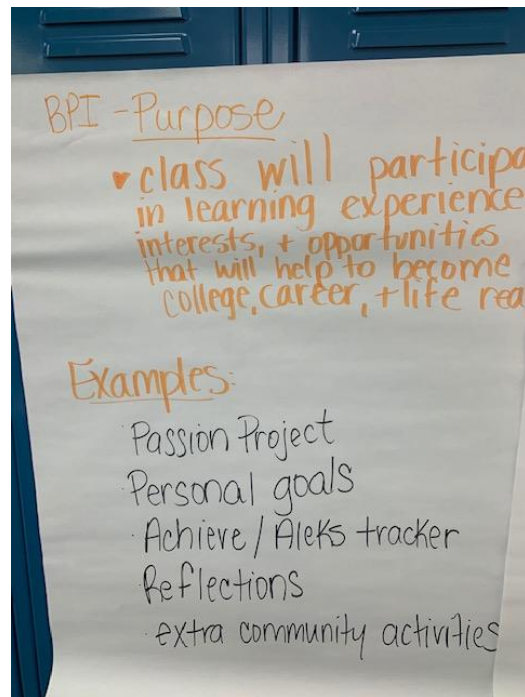 BPI - Purpose
• class will participa
in learning experience
interests, + opportunities
that will help to become
college, career, + life rea
Examples:
· Passion Project
· Personal goals
· Achieve / Aleks tracker
Reflections
· extra community activities